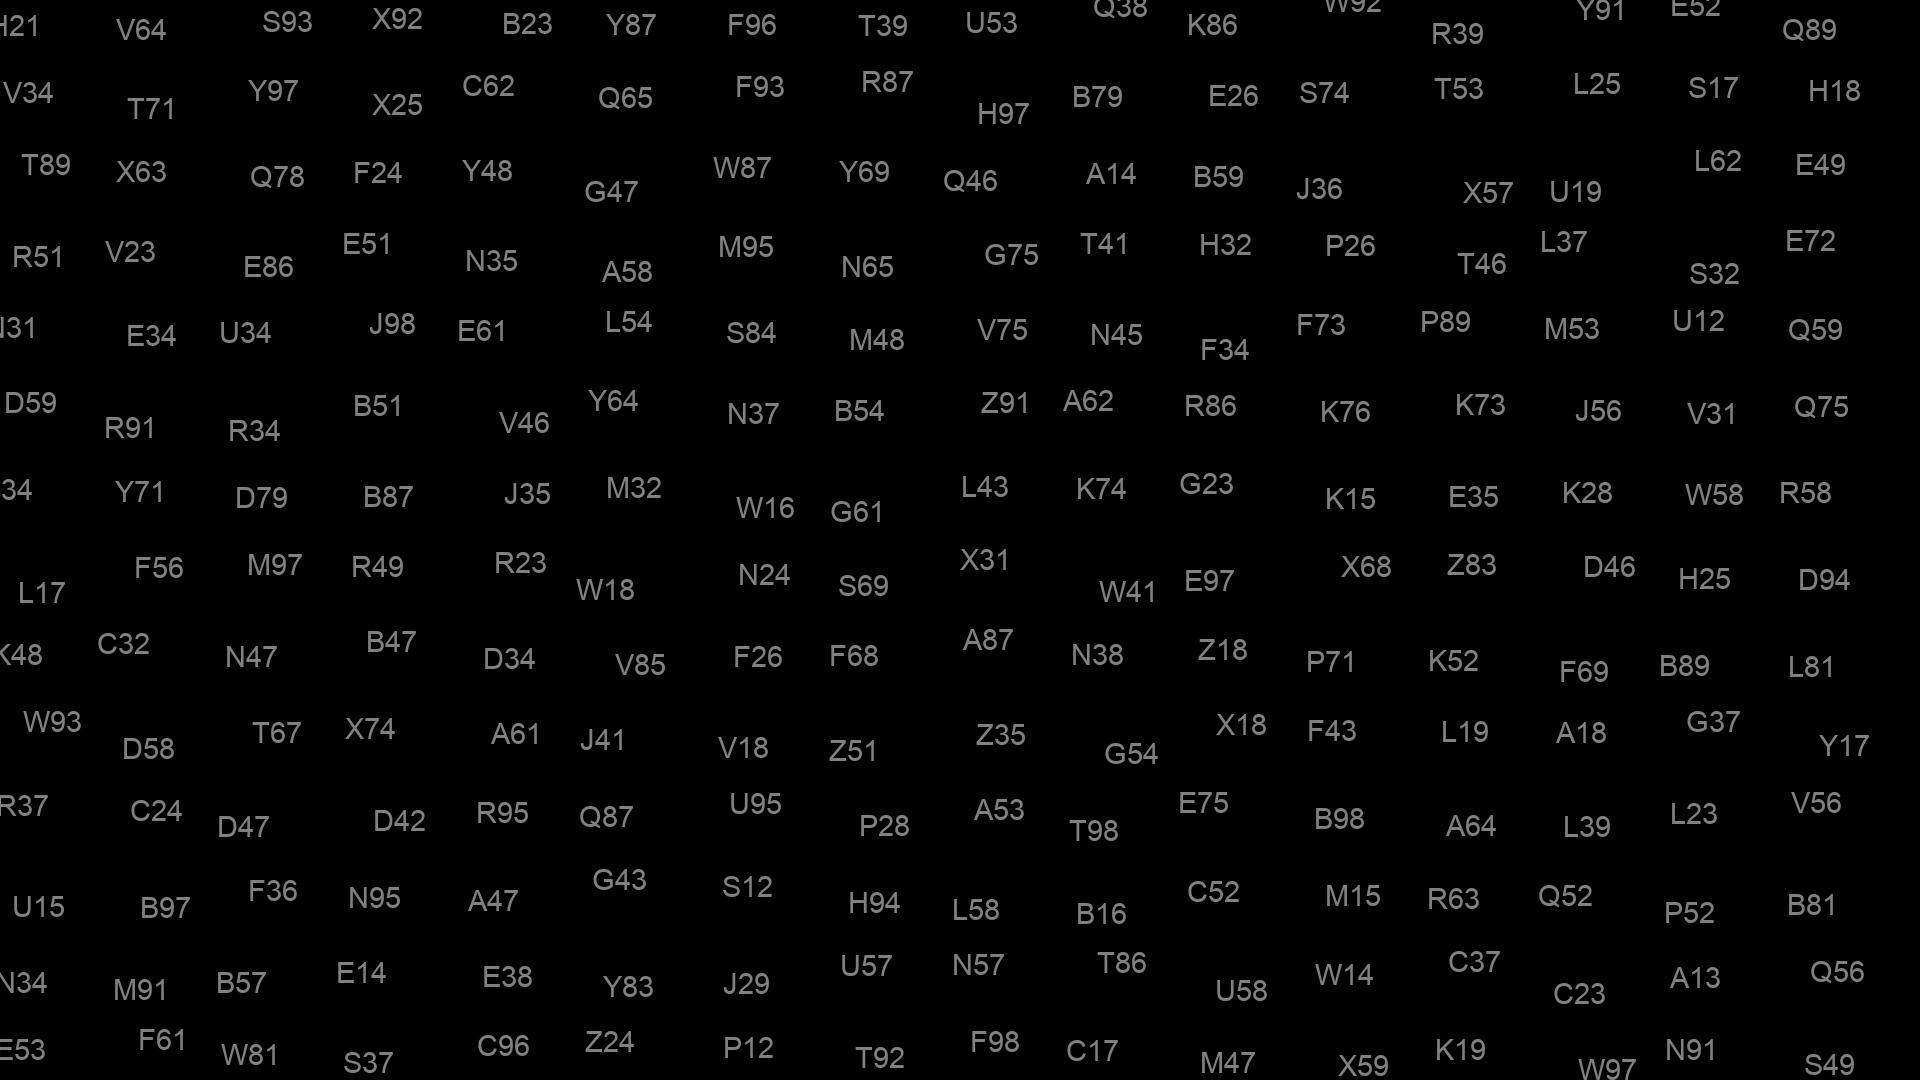 H21 V64 S93 X92 B23 Y87 F96 T39 U53 Q38 K86 W92 R39 Y91 E52 Q89
V34 T71 Y97 X25 C62 Q65 F93 R87 H97 B79 E26 S74 T53 L25 S17 H18
T89 X63 Q78 F24 Y48 G47 W87 Y69 Q46 A14 B59 J36 X57 U19 L62 E49
R51 V23 E86 E51 N35 A58 M95 N65 G75 T41 H32 P26 T46 L37 S32 E72
31 E34 U34 J98 E61 L54 S84 M48 V75 N45 F34 F73 P89 M53 U12 Q59
D59 R91 R34 B51 V46 Y64 N37 B54 Z91 A62 R86 K76 K73 J56 V31 Q75
34 Y71 D79 B87 J35 M32 W16 G61 L43 K74 G23 K15 E35 K28 W58 R58
L17 F56 M97 R49 R23 W18 N24 S69 X31 W41 E97 X68 Z83 D46 H25 D94
K48 C32 N47 B47 D34 V85 F26 F68 A87 N38 Z18 P71 K52 F69 B89 L81
W93 D58 T67 X74 A61 J41 V18 Z51 Z35 G54 X18 F43 L19 A18 G37 Y17
R37 C24 D47 D42 R95 Q87 U95 P28 A53 T98 E75 B98 A64 L39 L23 V56
U15 B97 F36 N95 A47 G43 S12 H94 L58 B16 C52 M15 R63 Q52 P52 B81
N34 M91 B57 E14 E38 Y83 J29 U57 N57 T86 U58 W14 C37 C23 A13 Q56
E53 F61 W81 S37 C96 Z24 P12 T92 F98 C17 M47 X59 K19 W97 N91 S49